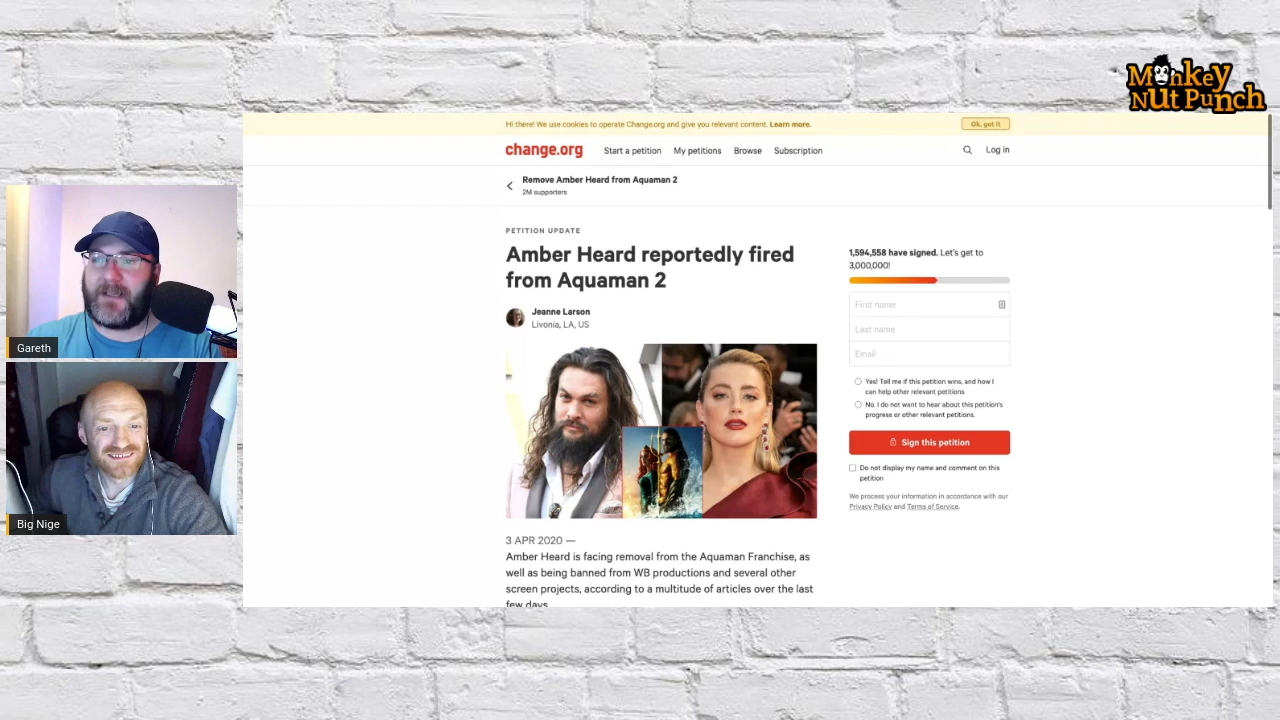 Monkey
Nut Punch
Hi there! We use cookies to operate Change.org and give you relevant content. Learn more.
Ok, got it
change.org
Start a petition
My petitions
Browse
Subscription
Log in
Remove Amber Heard from Aquaman 2
2M supporters
PETITION UPDATE
Amber Heard reportedly fired
from Aquaman 2
Jeanne Larson
Livonia, LA, US
3 APR 2020 —
Amber Heard is facing removal from the Aquaman Franchise, as
well as being banned from WB productions and several other
screen projects, according to a multitude of articles over the last
few days
1,594,558 have signed. Let's get to
3,000,000!
First name
Last name
Email
Yes! Tell me if this petition wins, and how I
can help other relevant petitions
No. I do not want to hear about this petition's
progress or other relevant petitions.
Sign this petition
Do not display my name and comment on this
petition
We process your information in accordance with our
Privacy Policy and Terms of Service.
Gareth
Big Nige